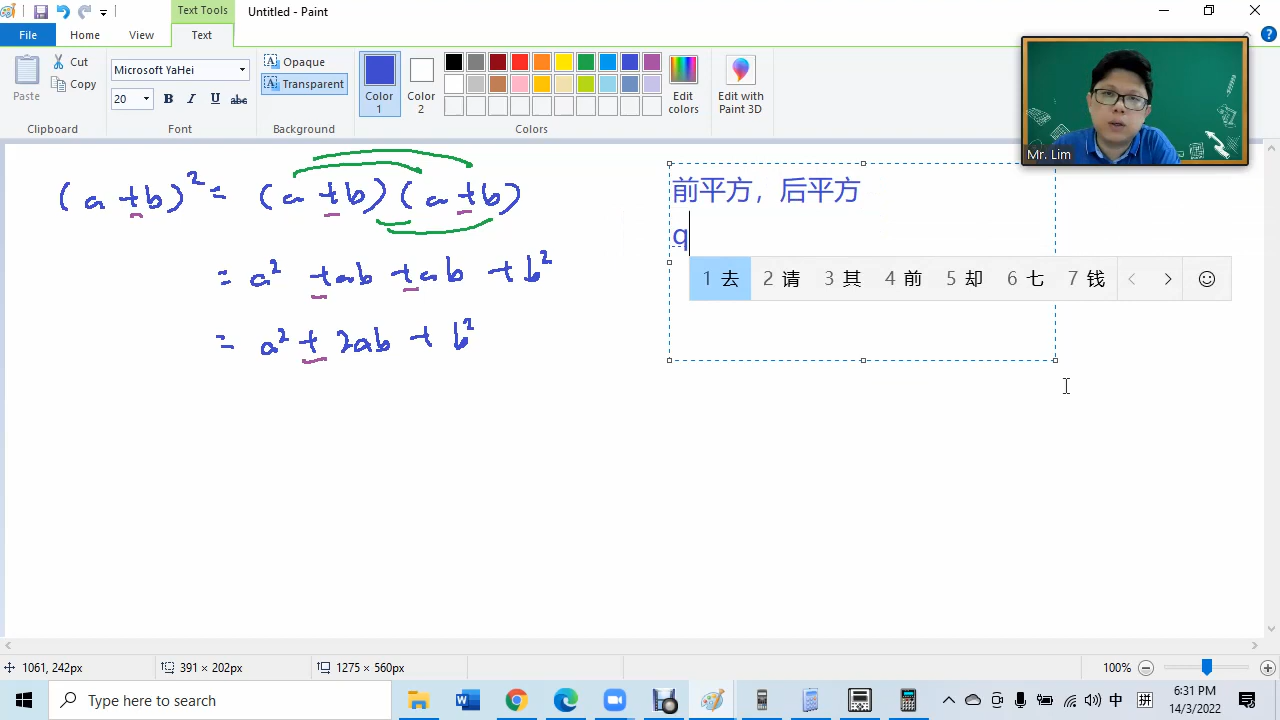 Text Tools
Untitled - Paint
File
Home
View
Text
Paste
Cut
Copy
Clipboard
Microsoft YaHei
20
B I U abc
Font
Opaque
Transparent
Background
Color 1
Color 2
Edit colors
Colors
Edit with Paint 3D
Mr. Lim
(a+b)² = (a+b)(a+b)
= a² +ab +ab +b²
= a² + 2ab + b²
前平方，后平方
q
1 去 2 请 3 其 4 前 5 却 6 七 7 钱
1061, 242px
391 × 202px
1275 × 560px
100%
Type here to search
中
拼
6:31 PM
14/3/2022